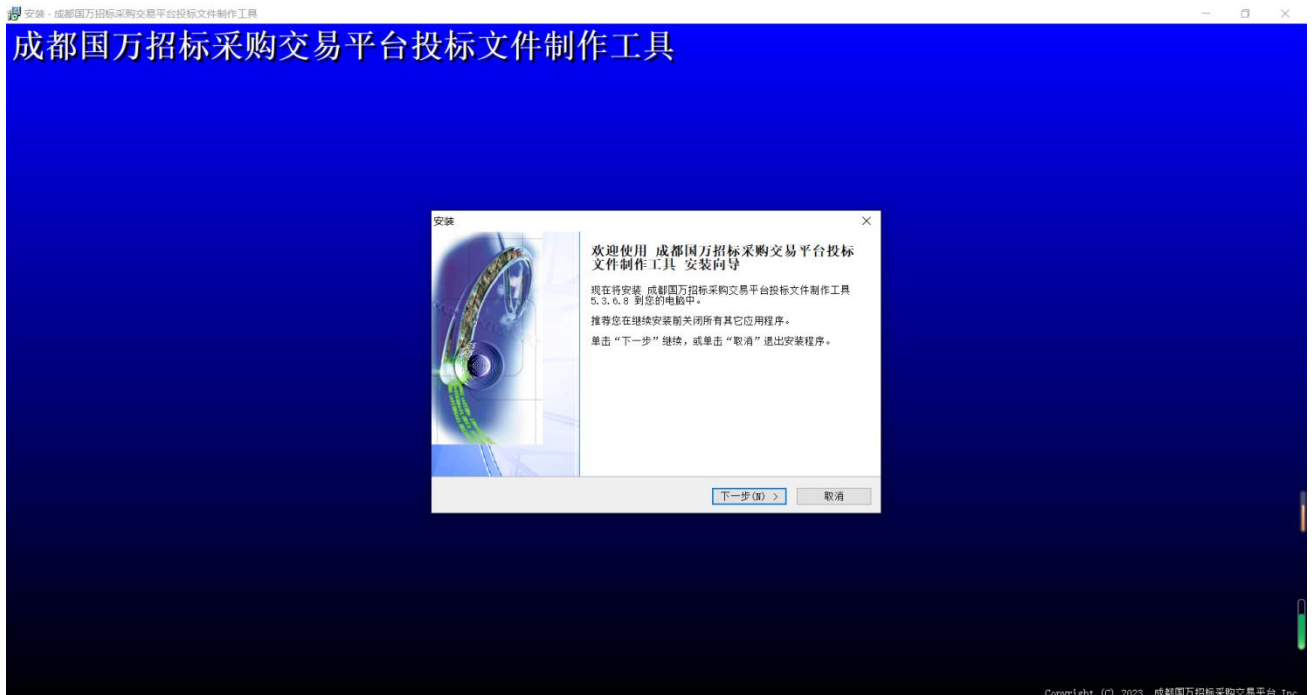 安装 - 成都国万招标采购交易平台投标文件制作工具
成都国万招标采购交易平台投标文件制作工具
安装
欢迎使用 成都国万招标采购交易平台投标
文件制作工具 安装向导
现在将安装 成都国万招标采购交易平台投标文件制作工具
5.3.6.8 到您的电脑中。
推荐您在继续安装前关闭所有其它应用程序。
单击“下一步”继续，或单击“取消”退出安装程序。
下一步(N) >
取消
Copyright (C) 2023 成都国万招标采购交易平台 Inc